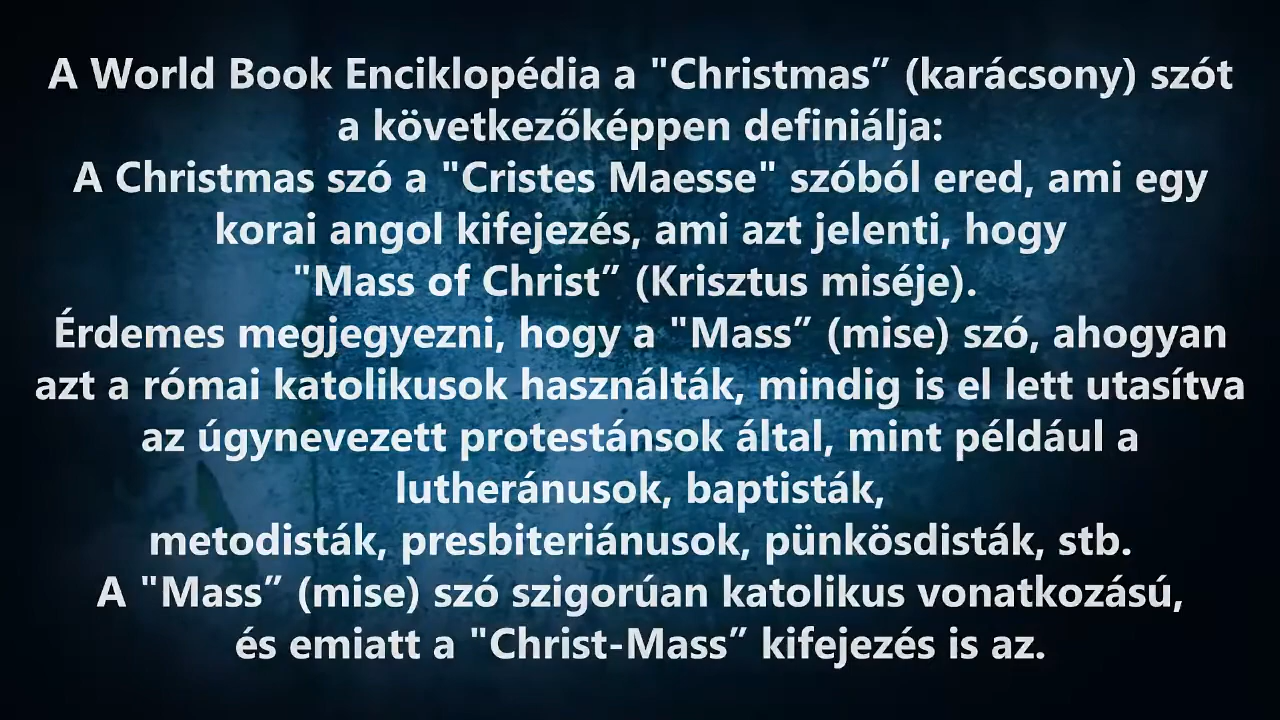 A World Book Enciklopédia a "Christmas” (karácsony) szót
a következőképpen definiálja:
A Christmas szó a "Cristes Maesse" szóból ered, ami egy
korai angol kifejezés, ami azt jelenti, hogy
"Mass of Christ” (Krisztus miséje).
Érdemes megjegyezni, hogy a "Mass” (mise) szó, ahogyan
azt a római katolikusok használták, mindig is el lett utasítva
az úgynevezett protestánsok által, mint például a
lutheránusok, baptisták,
metodisták, presbiteriánusok, pünkösdisták, stb.
A "Mass” (mise) szó szigorúan katolikus vonatkozású,
és emiatt a "Christ-Mass” kifejezés is az.